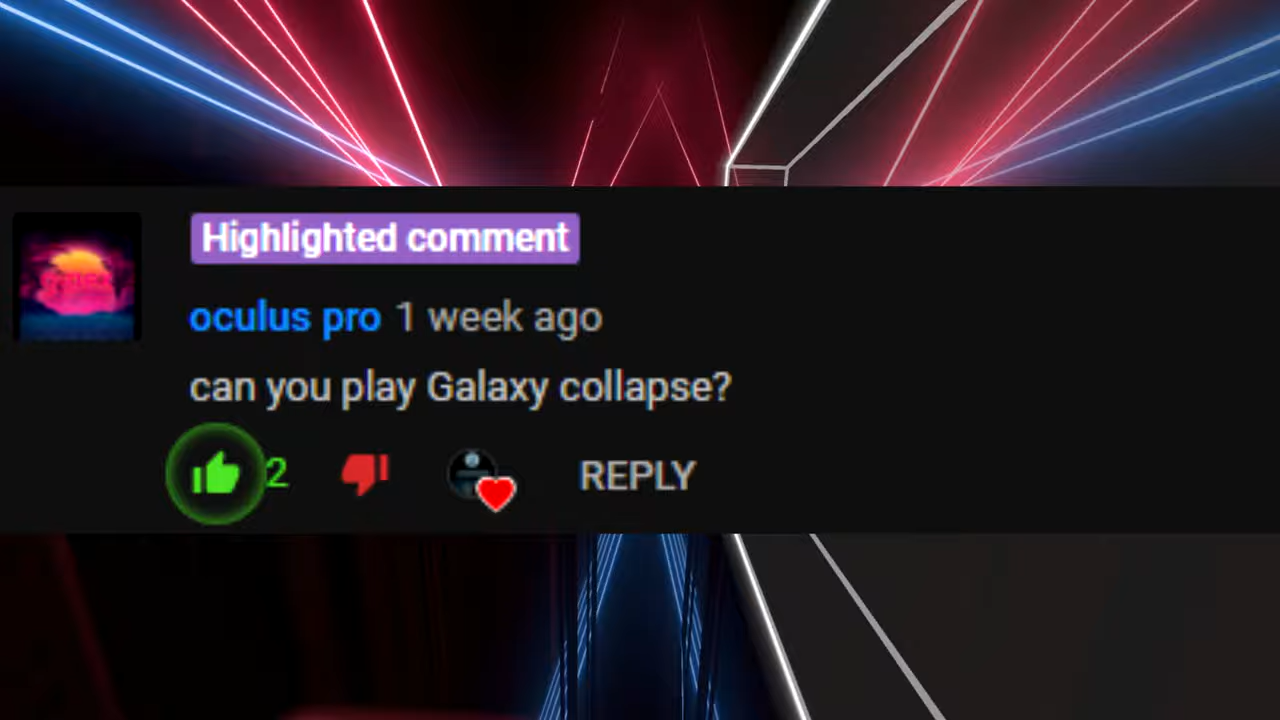 Highlighted comment
oculus pro 1 week ago
can you play Galaxy collapse?
2 REPLY